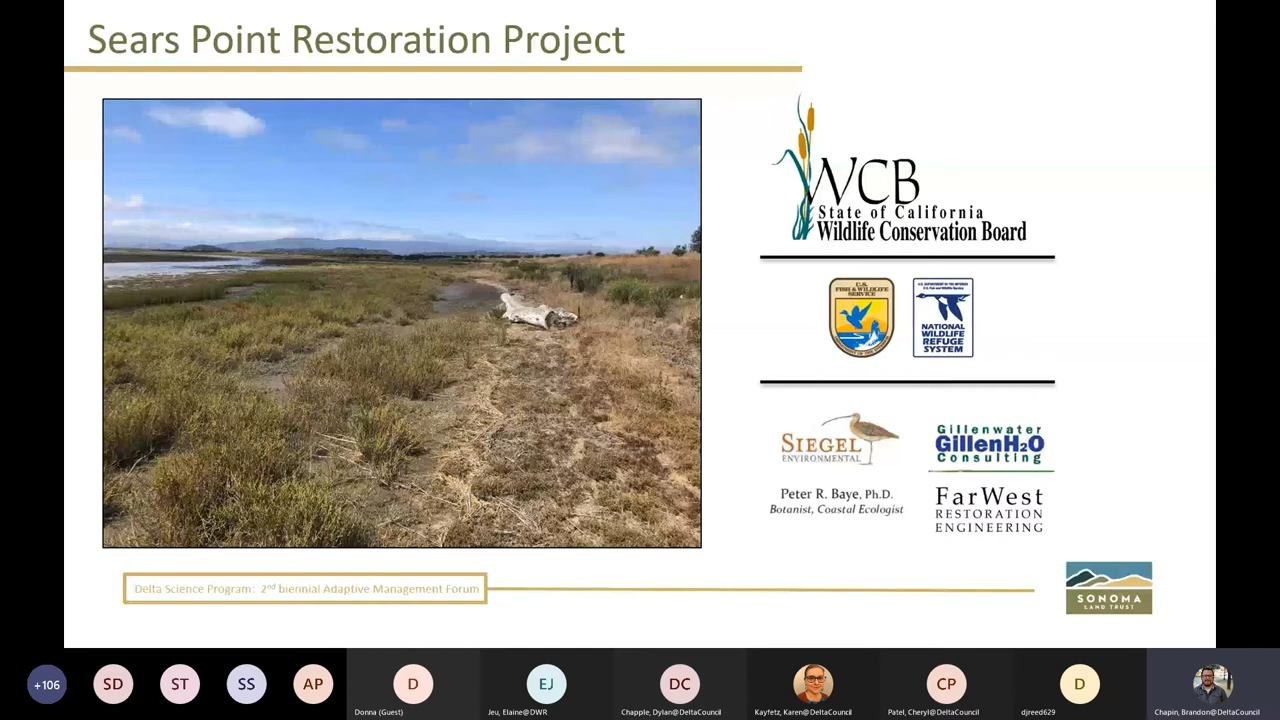 Sears Point Restoration Project
WCB
State of California
Wildlife Conservation Board
U.S.
FISH & WILDLIFE
SERVICE
NATIONAL
WILDLIFE
REFUGE
SYSTEM
SIEGEL
ENVIRONMENTAL
Gillenwater
GillenH2O
Consulting
Peter R. Baye, Ph.D.
Botanist, Coastal Ecologist
FarWest
RESTORATION
ENGINEERING
Delta Science Program: 2nd biennial Adaptive Management Forum
SONOMA
LAND TRUST
+106
SD
ST
SS
AP
D
EJ
DC
CP
D
Donna (Guest)
Jeu, Elaine@DWR
Chapple, Dylan@DeltaCouncil
Kayfetz, Karen@DeltaCouncil
Patel, Cheryl@DeltaCouncil
djreed629
Chapin, Brandon@DeltaCouncil